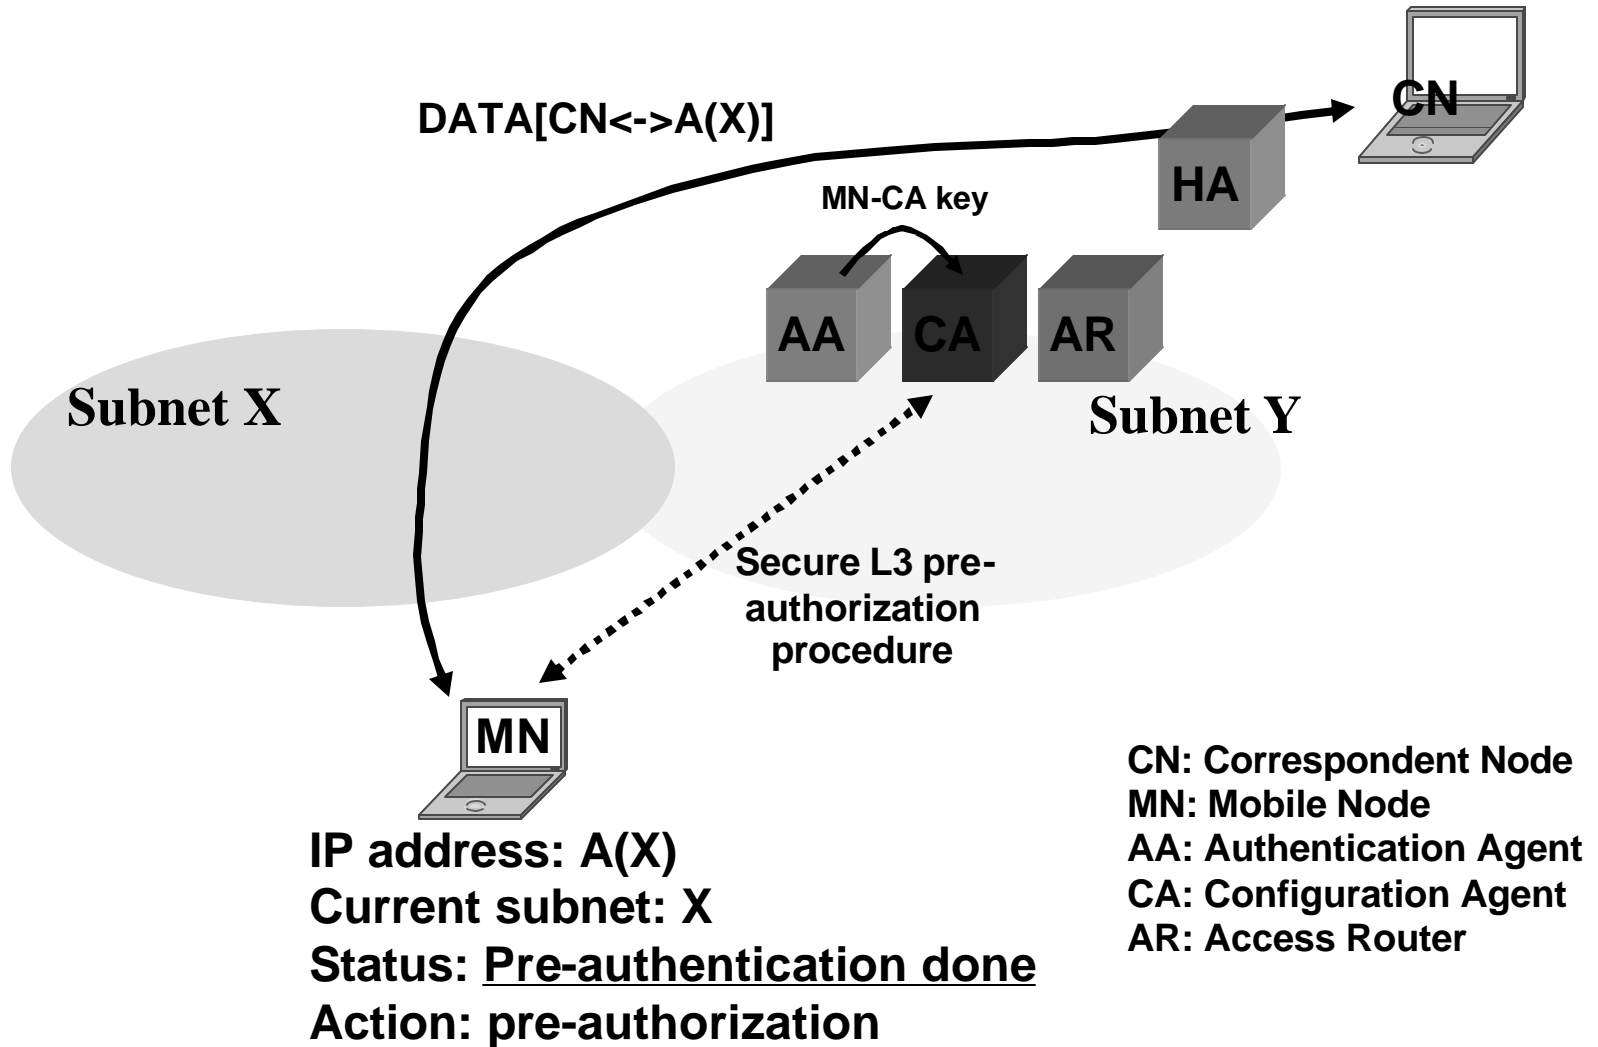 CN
DATA[CN<->A(X)]
HA
MN-CA key
AA
CA
AR
Subnet X
Subnet Y
Secure L3 pre-
authorization
procedure
MN
IP address: A(X)
Current subnet: X
Status: Pre-authentication done
Action: pre-authorization
CN: Correspondent Node
MN: Mobile Node
AA: Authentication Agent
CA: Configuration Agent
AR: Access Router